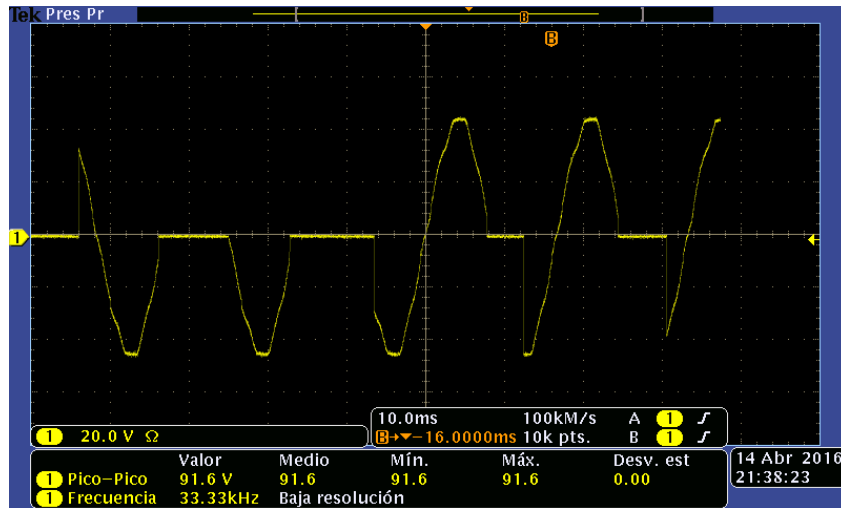 Tek Pres Pr
B
B
1
10.0ms 100kM/s A 1
1 20.0 V Ω B→▼−16.0000ms 10k pts. B 1
Valor Medio Mín. Máx. Desv. est
1 Pico−Pico 91.6 V 91.6 91.6 91.6 0.00
1 Frecuencia 33.33kHz Baja resolución
14 Abr 2016
21:38:23